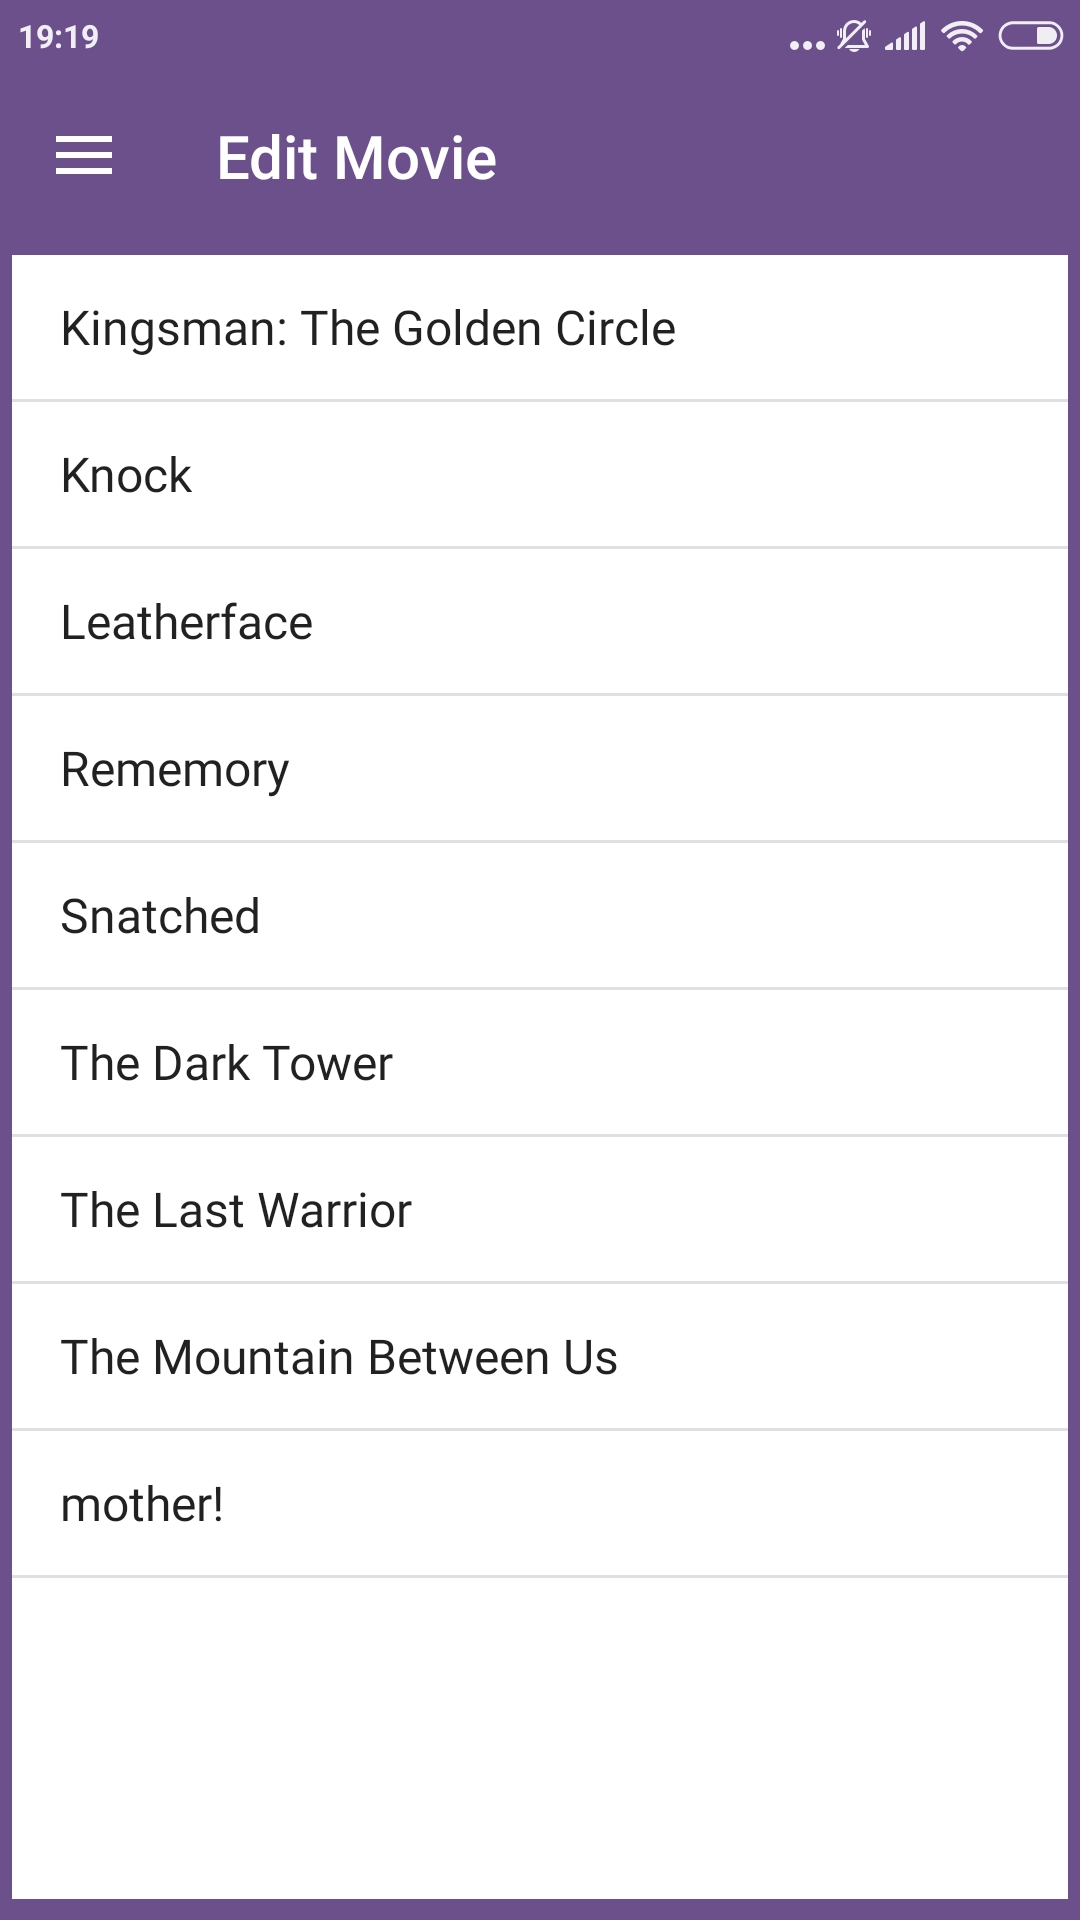 19:19
Edit Movie
Kingsman: The Golden Circle
Knock
Leatherface
Rememory
Snatched
The Dark Tower
The Last Warrior
The Mountain Between Us
mother!